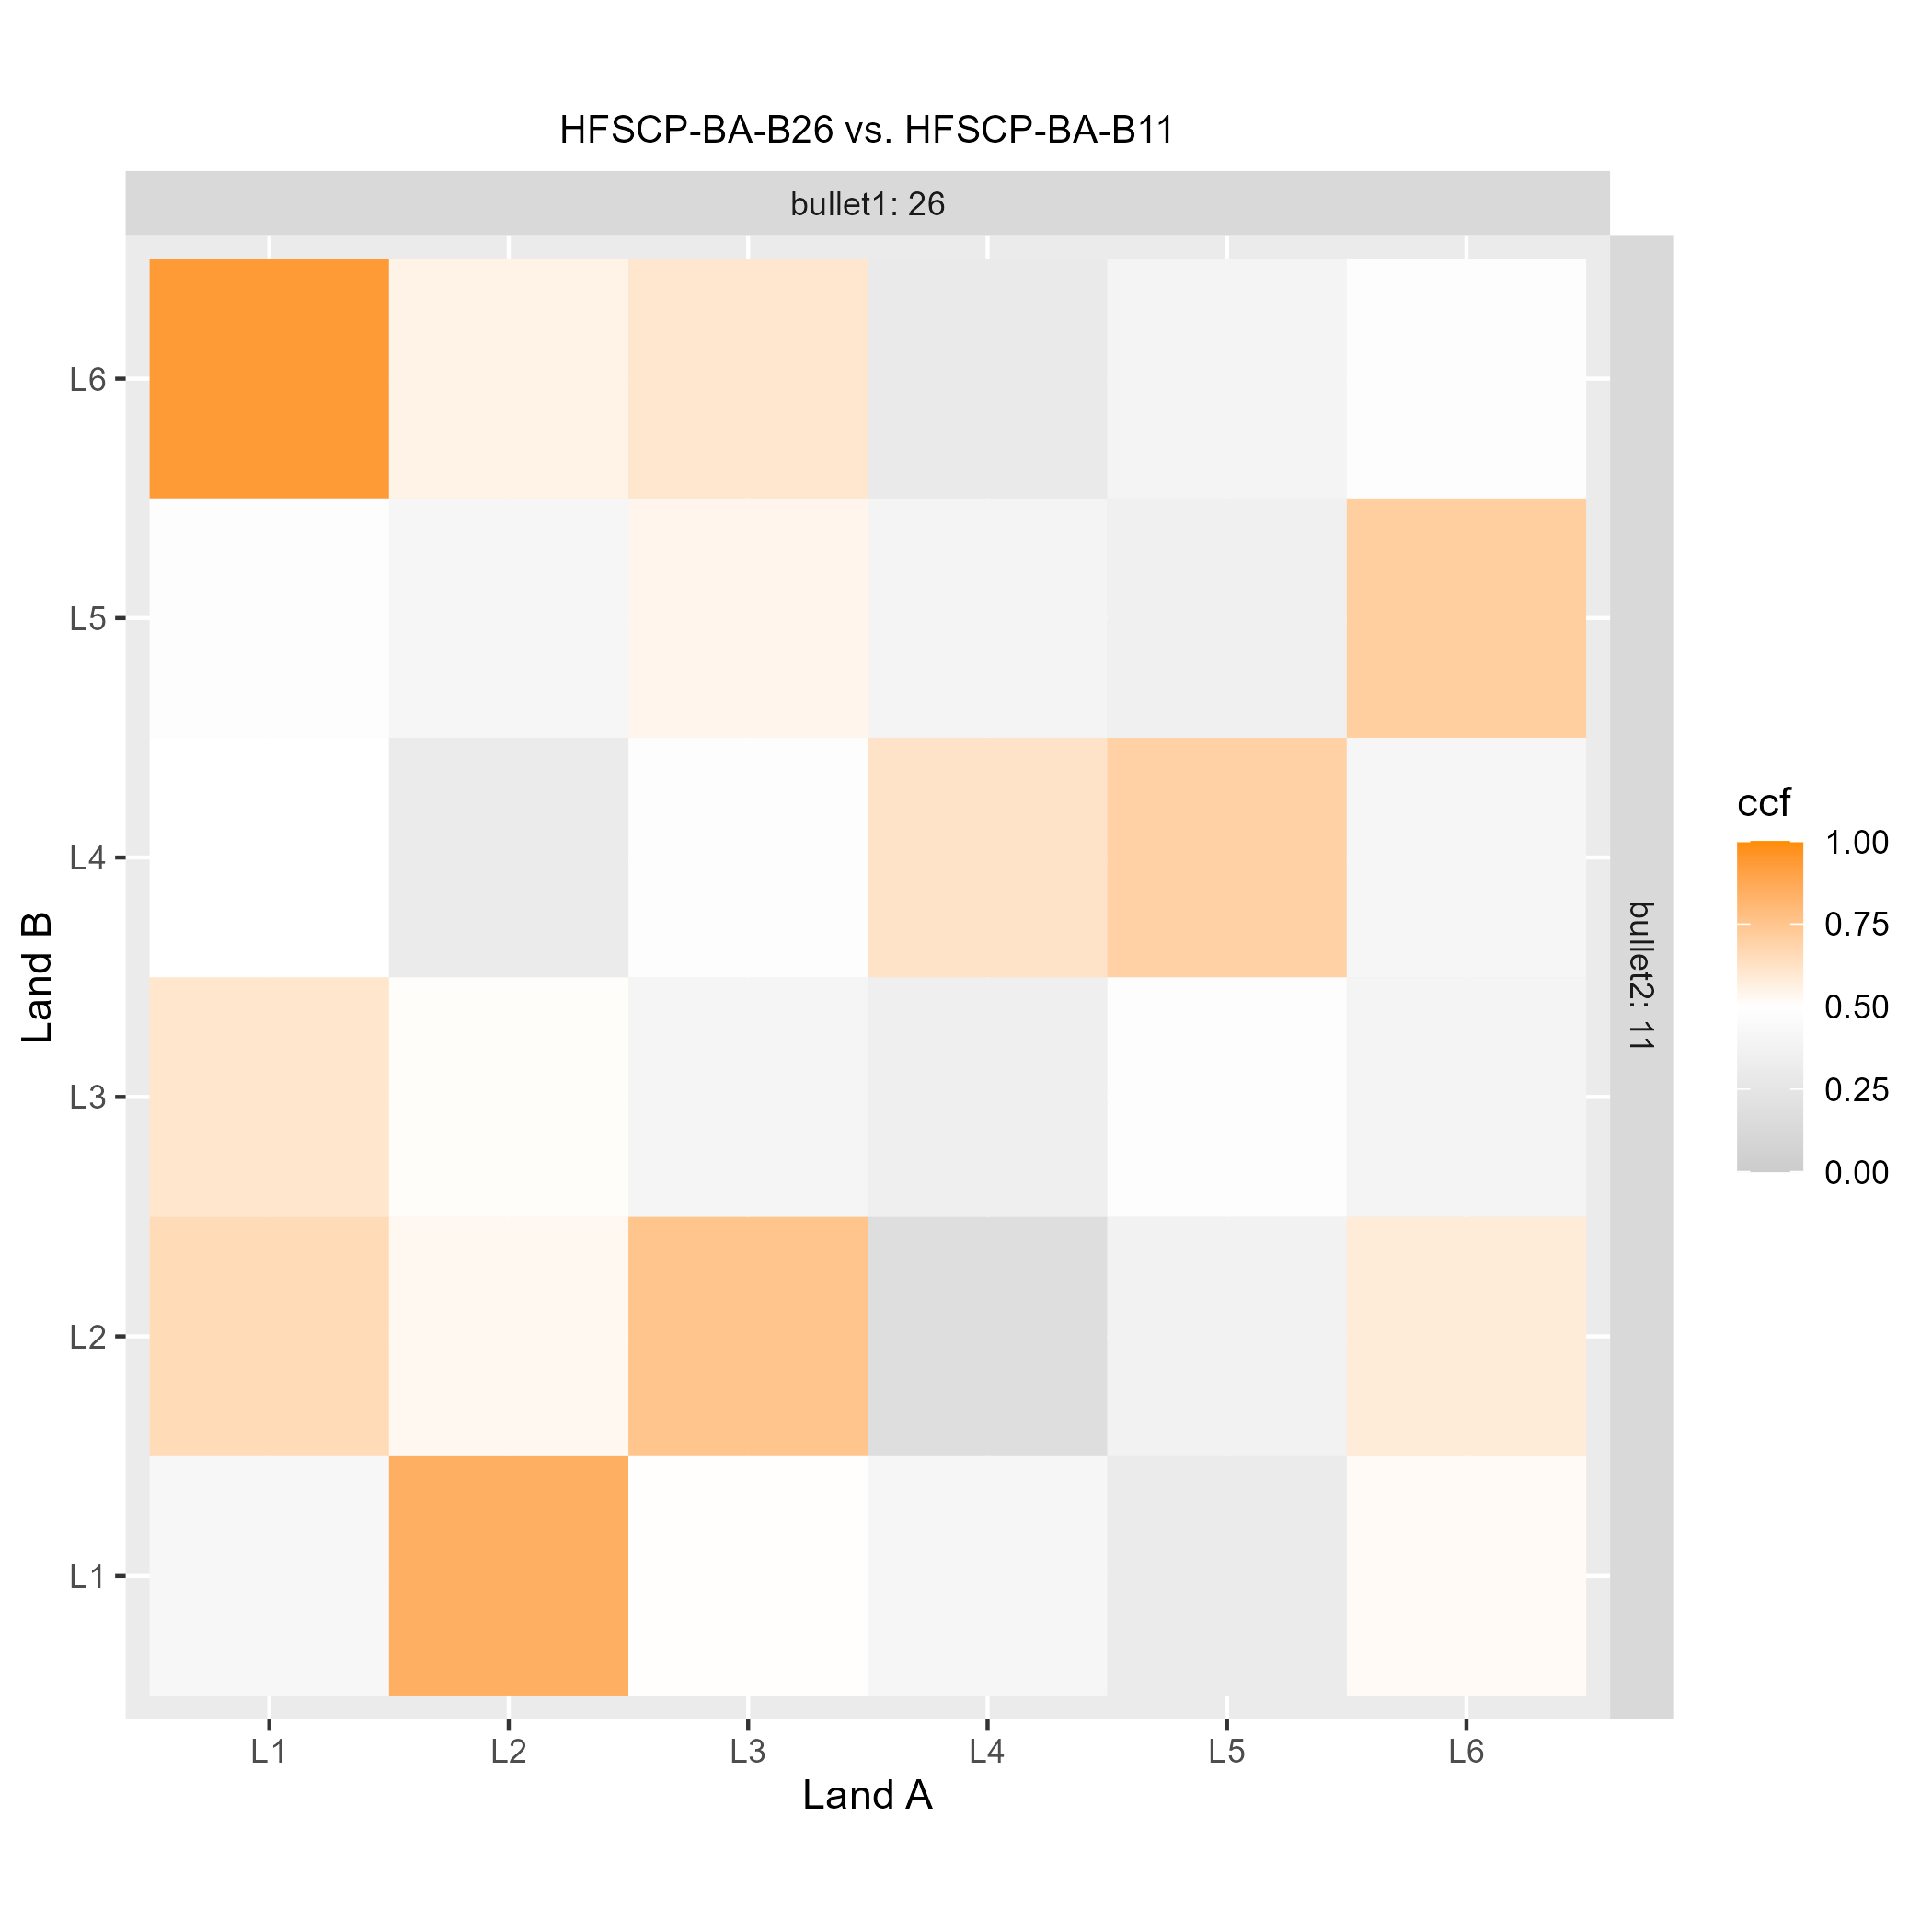 HFSCP-BA-B26 vs. HFSCP-BA-B11
bullet1: 26
L6
L5
L4
L3
L2
L1
Land B
bullet2: 11
L1 L2 L3 L4 L5 L6
Land A
ccf
1.00
0.75
0.50
0.25
0.00